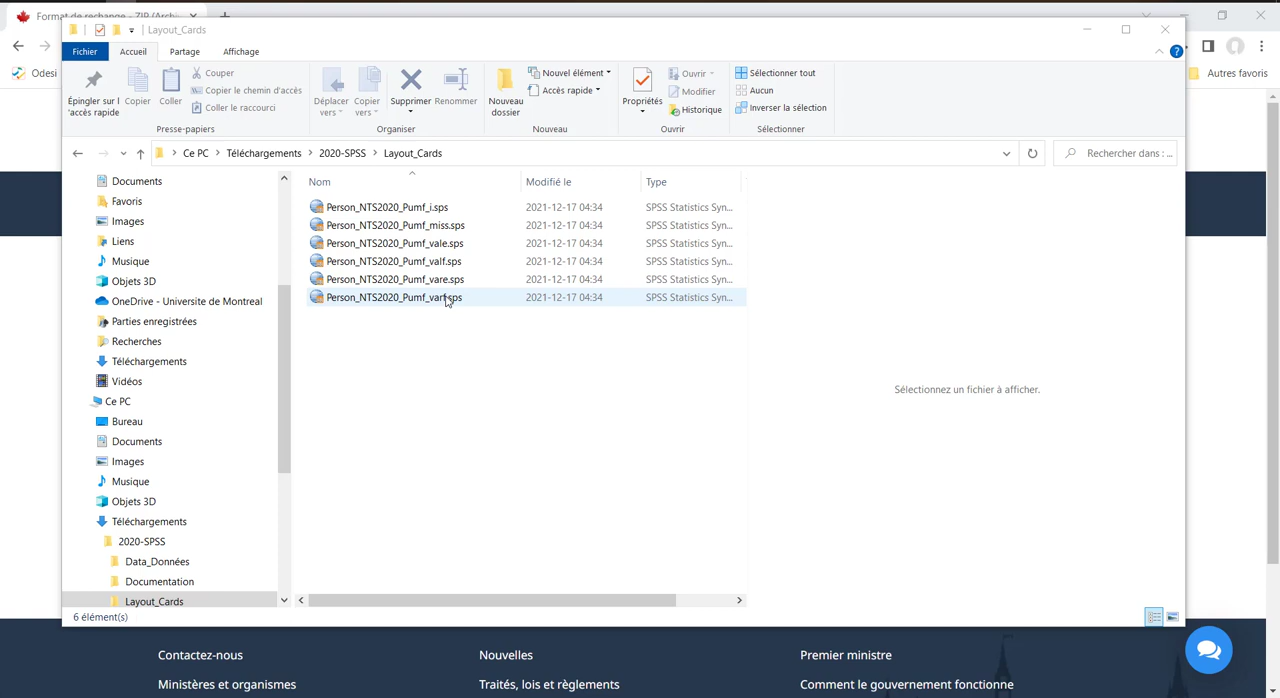 Format de rechange - ZIP (Archi
Layout_Cards
Fichier Accueil Partage Affichage
Épingler sur l'accès rapide
Copier
Coller
Couper
Copier le chemin d'accès
Coller le raccourci
Déplacer vers
Copier vers
Supprimer
Renommer
Nouveau dossier
Nouvel élément
Accès rapide
Propriétés
Ouvrir
Modifier
Historique
Sélectionner tout
Aucun
Inverser la sélection
Presse-papiers Organiser Nouveau Ouvrir Sélectionner
Odesi
Autres favoris
Ce PC > Téléchargements > 2020-SPSS > Layout_Cards
Rechercher dans : ...
Documents
Favoris
Images
Liens
Musique
Objets 3D
OneDrive - Universite de Montreal
Parties enregistrées
Recherches
Téléchargements
Vidéos
Ce PC
Bureau
Documents
Images
Musique
Objets 3D
Téléchargements
2020-SPSS
Data_Données
Documentation
Layout_Cards
Nom Modifié le Type
Person_NTS2020_Pumf_i.sps 2021-12-17 04:34 SPSS Statistics Syn...
Person_NTS2020_Pumf_miss.sps 2021-12-17 04:34 SPSS Statistics Syn...
Person_NTS2020_Pumf_vale.sps 2021-12-17 04:34 SPSS Statistics Syn...
Person_NTS2020_Pumf_valf.sps 2021-12-17 04:34 SPSS Statistics Syn...
Person_NTS2020_Pumf_vare.sps 2021-12-17 04:34 SPSS Statistics Syn...
Person_NTS2020_Pumf_varf.sps 2021-12-17 04:34 SPSS Statistics Syn...
Sélectionnez un fichier à afficher.
6 élément(s)
Contactez-nous Nouvelles Premier ministre
Ministères et organismes Traités, lois et règlements Comment le gouvernement fonctionne